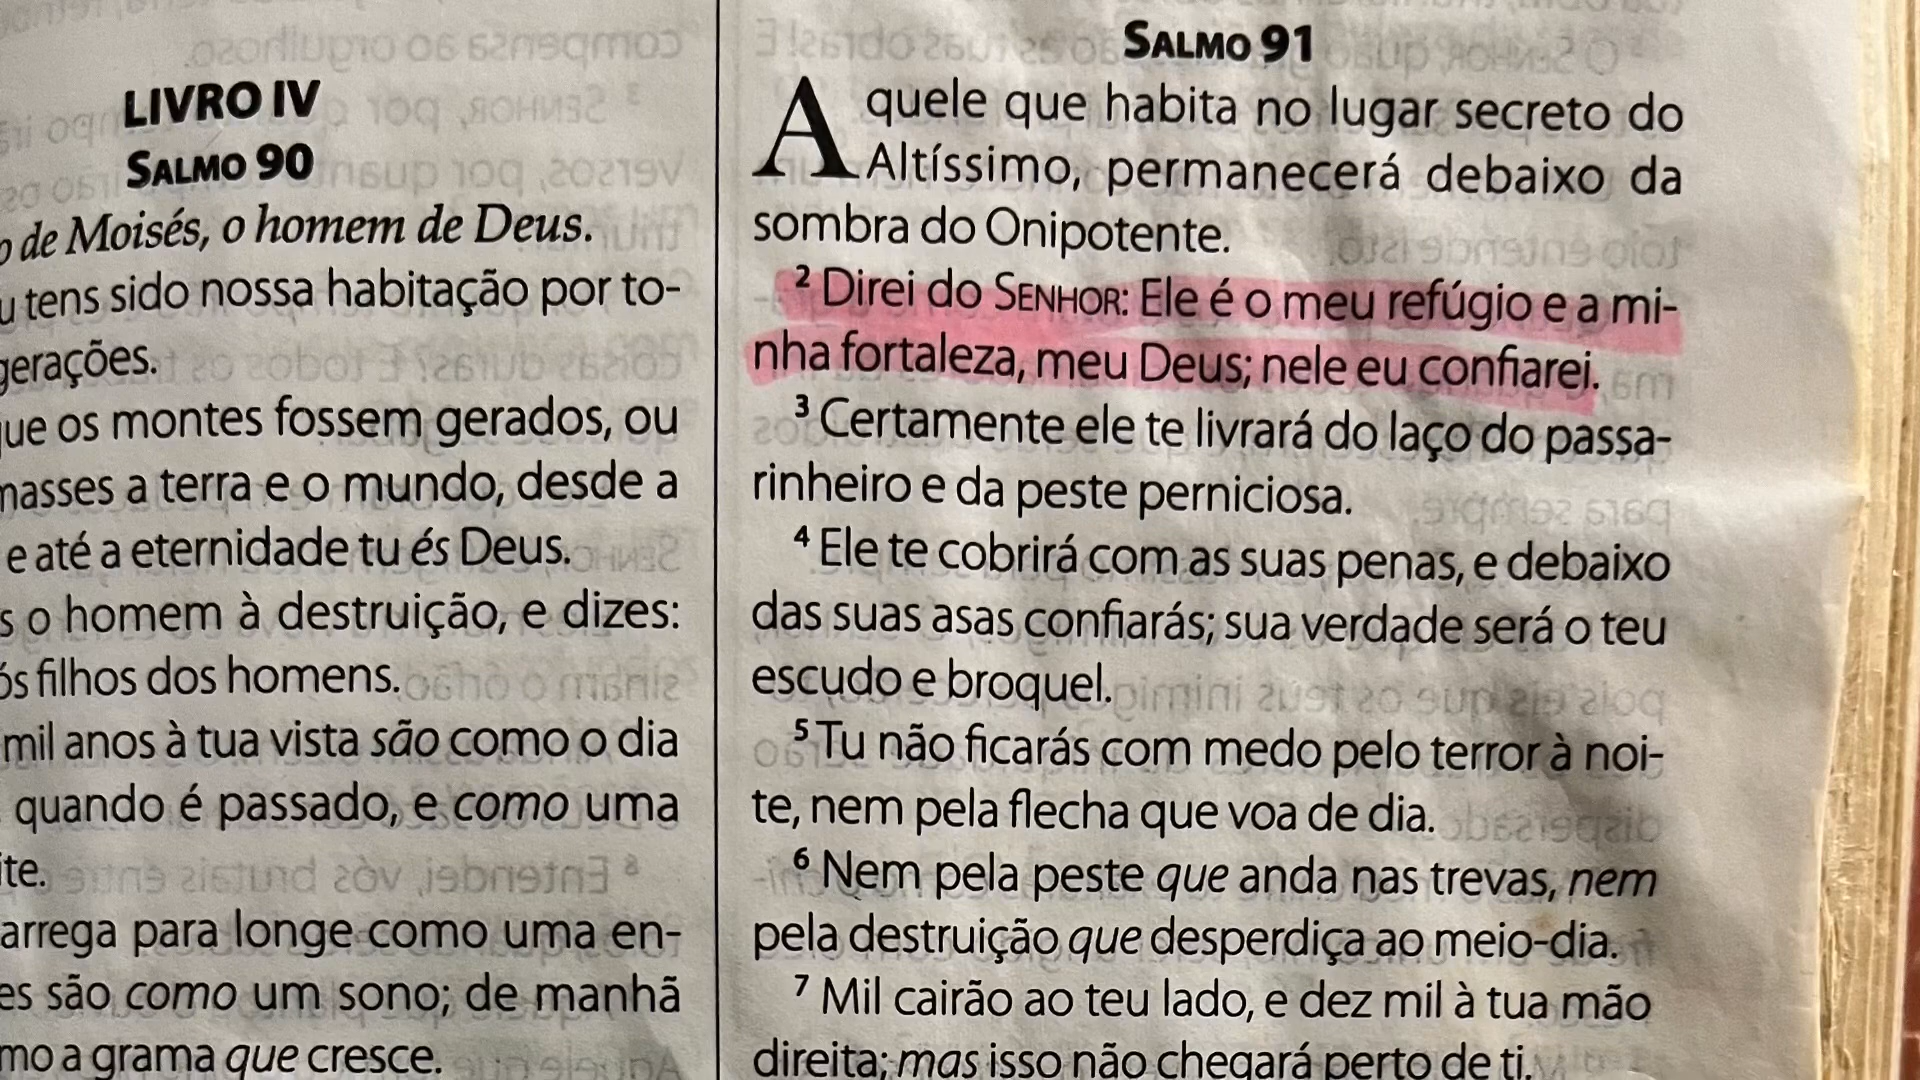 LIVRO IV
SALMO 90
de Moisés, o homem de Deus.
tens sido nossa habitação por to-
gerações.
que os montes fossem gerados, ou
a terra e o mundo, desde a
e até a eternidade tu és Deus.
o homem à destruição, e dizes:
filhos dos homens.
mil anos à tua vista são como o dia
quando é passado, e como uma
para longe como uma en-
são como um sono; de manhã
a grama que cresce.
SALMO 91
Aquele que habita no lugar secreto do
Altíssimo, permanecerá debaixo da
sombra do Onipotente.
2 Direi do SENHOR: Ele é o meu refúgio e a mi-
nha fortaleza, meu Deus; nele eu confiarei.
3 Certamente ele te livrará do laço do passa-
rinheiro e da peste perniciosa.
4 Ele te cobrirá com as suas penas, e debaixo
das suas asas confiarás; sua verdade será o teu
escudo e broquel.
5 Tu não ficarás com medo pelo terror à noi-
te, nem pela flecha que voa de dia.
6 Nem pela peste que anda nas trevas, nem
pela destruição que desperdiça ao meio-dia.
7 Mil cairão ao teu lado, e dez mil à tua mão
direita; mas isso não chegará perto de ti.